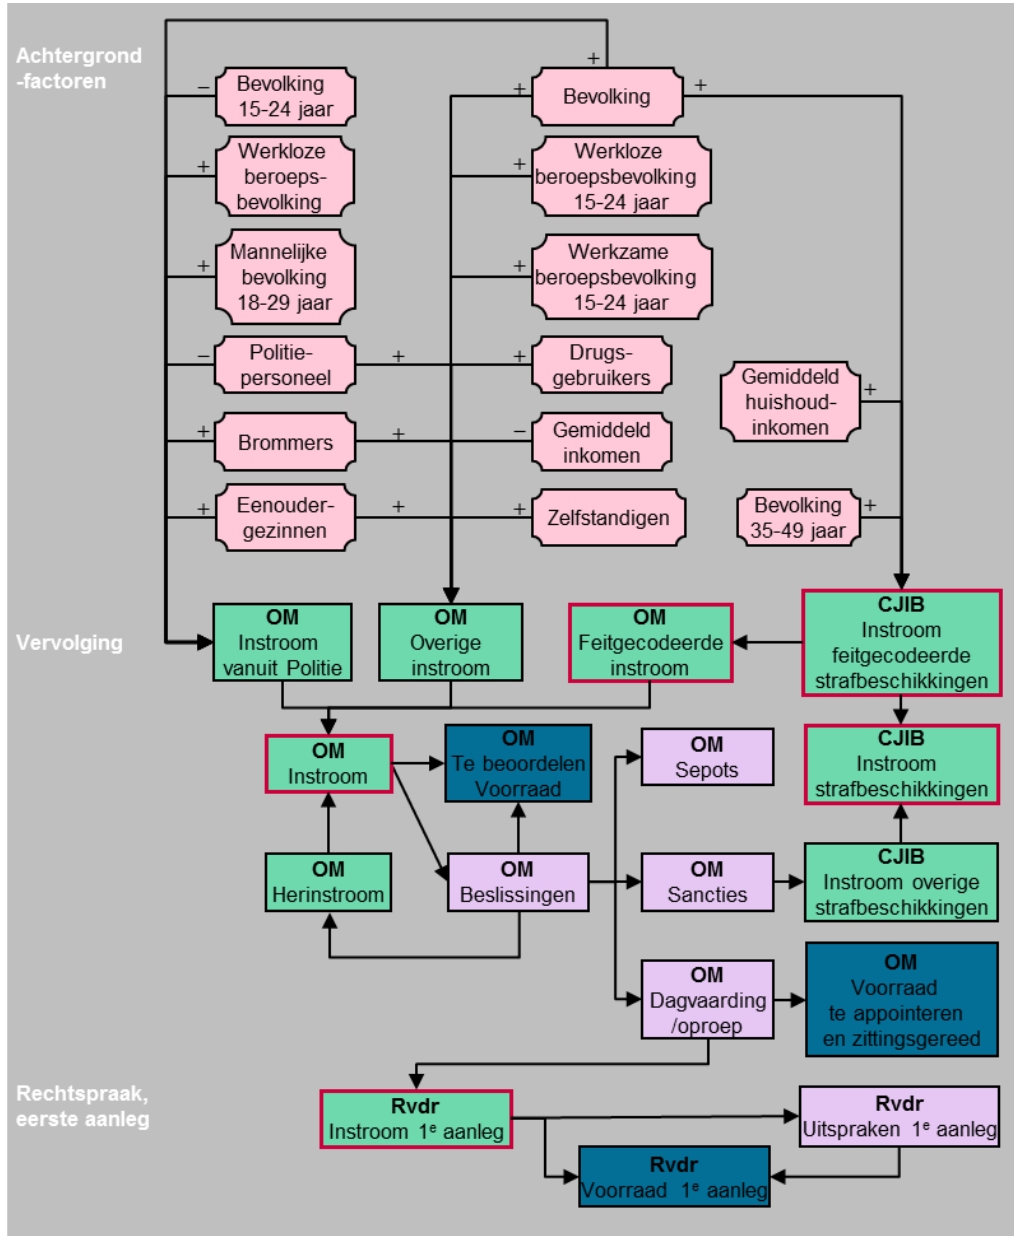 Achtergrond
-factoren
+
−
Bevolking
15-24 jaar
+
Bevolking
+
+
Werkloze
beroeps-
bevolking
+
Werkloze
beroepsbevolking
15-24 jaar
+
Mannelijke
bevolking
18-29 jaar
+
Werkzame
beroepsbevolking
15-24 jaar
−
Politie-
personeel
+
+
Drugs-
gebruikers
Gemiddeld
huishoud-
inkomen
+
+
Brommers
+
−
Gemiddeld
inkomen
+
Eenouder-
gezinnen
+
+
Zelfstandigen
Bevolking
35-49 jaar
+
Vervolging
OM
Instroom
vanuit Politie
OM
Overige
instroom
OM
Feitgecodeerde
instroom
CJIB
Instroom
feitgecodeerde
strafbeschikkingen
OM
Instroom
OM
Te beoordelen
Voorraad
OM
Sepots
CJIB
Instroom
strafbeschikkingen
OM
Herinstroom
OM
Beslissingen
OM
Sancties
CJIB
Instroom overige
strafbeschikkingen
OM
Dagvaarding
/oproep
OM
Voorraad
te appointeren
en zittingsgereed
Rechtspraak,
eerste aanleg
Rvdr
Instroom 1e aanleg
Rvdr
Uitspraken 1e aanleg
Rvdr
Voorraad 1e aanleg